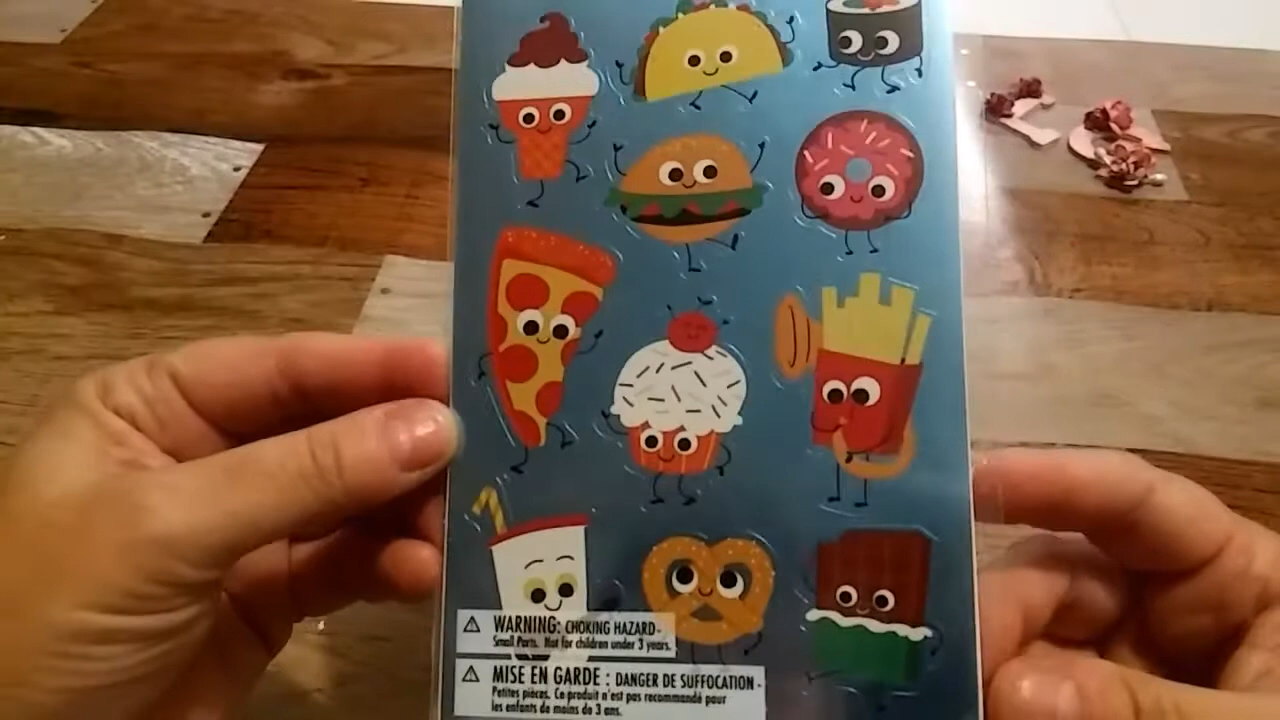 WARNING: CHOKING HAZARD-
Small Parts. Not for children under 3 years.
MISE EN GARDE : DANGER DE SUFFOCATION -
Petites pièces. Ce produit n'est pas recommandé pour
les enfants de moins de 3 ans.